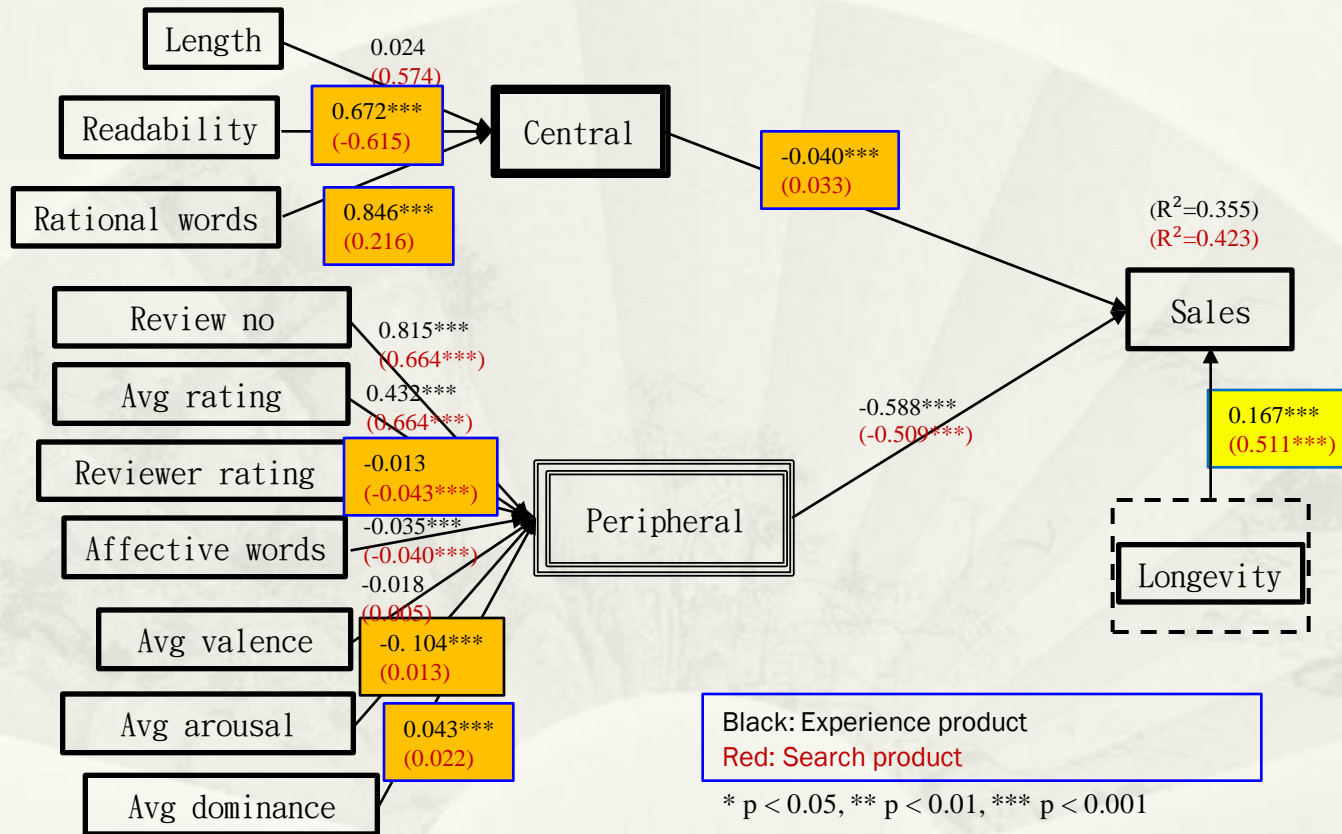 Length
0.024
(0.574)
Readability
0.672***
(-0.615)
Central
Rational words
0.846***
(0.216)
-0.040***
(0.033)
(R²=0.355)
(R²=0.423)
Sales
Review no
0.815***
(0.664***)
Avg rating
0.432***
(0.664***)
Reviewer rating
-0.013
(-0.043***)
Affective words
-0.035***
(-0.040***)
Peripheral
-0.588***
(-0.509***)
0.167***
(0.511***)
Longevity
Avg valence
-0.018
(0.005)
Avg arousal
-0. 104***
(0.013)
Avg dominance
0.043***
(0.022)
Black: Experience product
Red: Search product
* p < 0.05, ** p < 0.01, *** p < 0.001